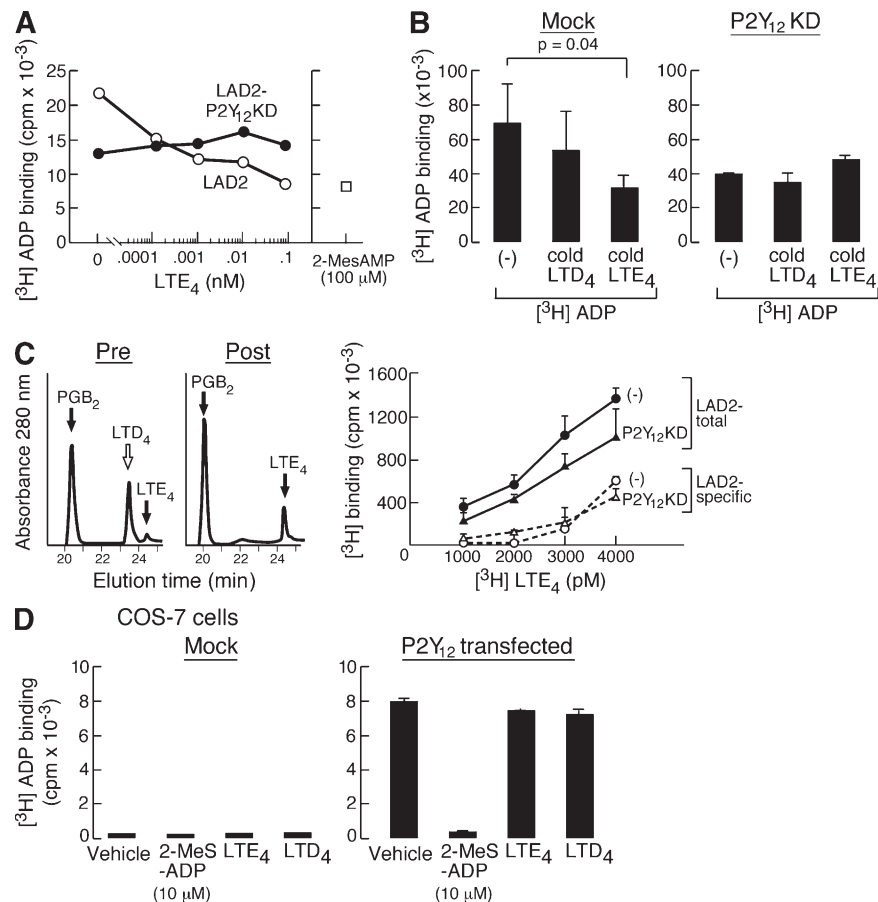 A
[³H] ADP binding (cpm x 10⁻³)
25
20
15
10
5
0
LAD2-
P2Y₁₂KD
LAD2
0 .0001 .001 .01 .1
LTE₄ (nM)
2-MesAMP
(100 µM)
B
Mock
p = 0.04
[³H] ADP binding (x10⁻³)
100
80
60
40
20
0
(-) cold LTD₄ cold LTE₄
[³H] ADP
P2Y₁₂ KD
100
80
60
40
20
0
(-) cold LTD₄ cold LTE₄
[³H] ADP
C
Pre
Post
Absorbance 280 nm
PGB₂
LTD₄
LTE₄
20 22 24
PGB₂
LTE₄
20 22 24
Elution time (min)
[³H] binding (cpm x 10⁻³)
1600
1200
800
400
0
(-)
P2Y₁₂KD
LAD2-
total
(-)
P2Y₁₂KD
LAD2-
specific
1000 2000 3000 4000
[³H] LTE₄ (pM)
D
COS-7 cells
Mock
[³H] ADP binding
(cpm x 10⁻³)
10
8
6
4
2
0
Vehicle 2-MeS LTE₄ LTD₄
-ADP
(10 µM)
P2Y₁₂ transfected
10
8
6
4
2
0
Vehicle 2-MeS LTE₄ LTD₄
-ADP
(10 µM)